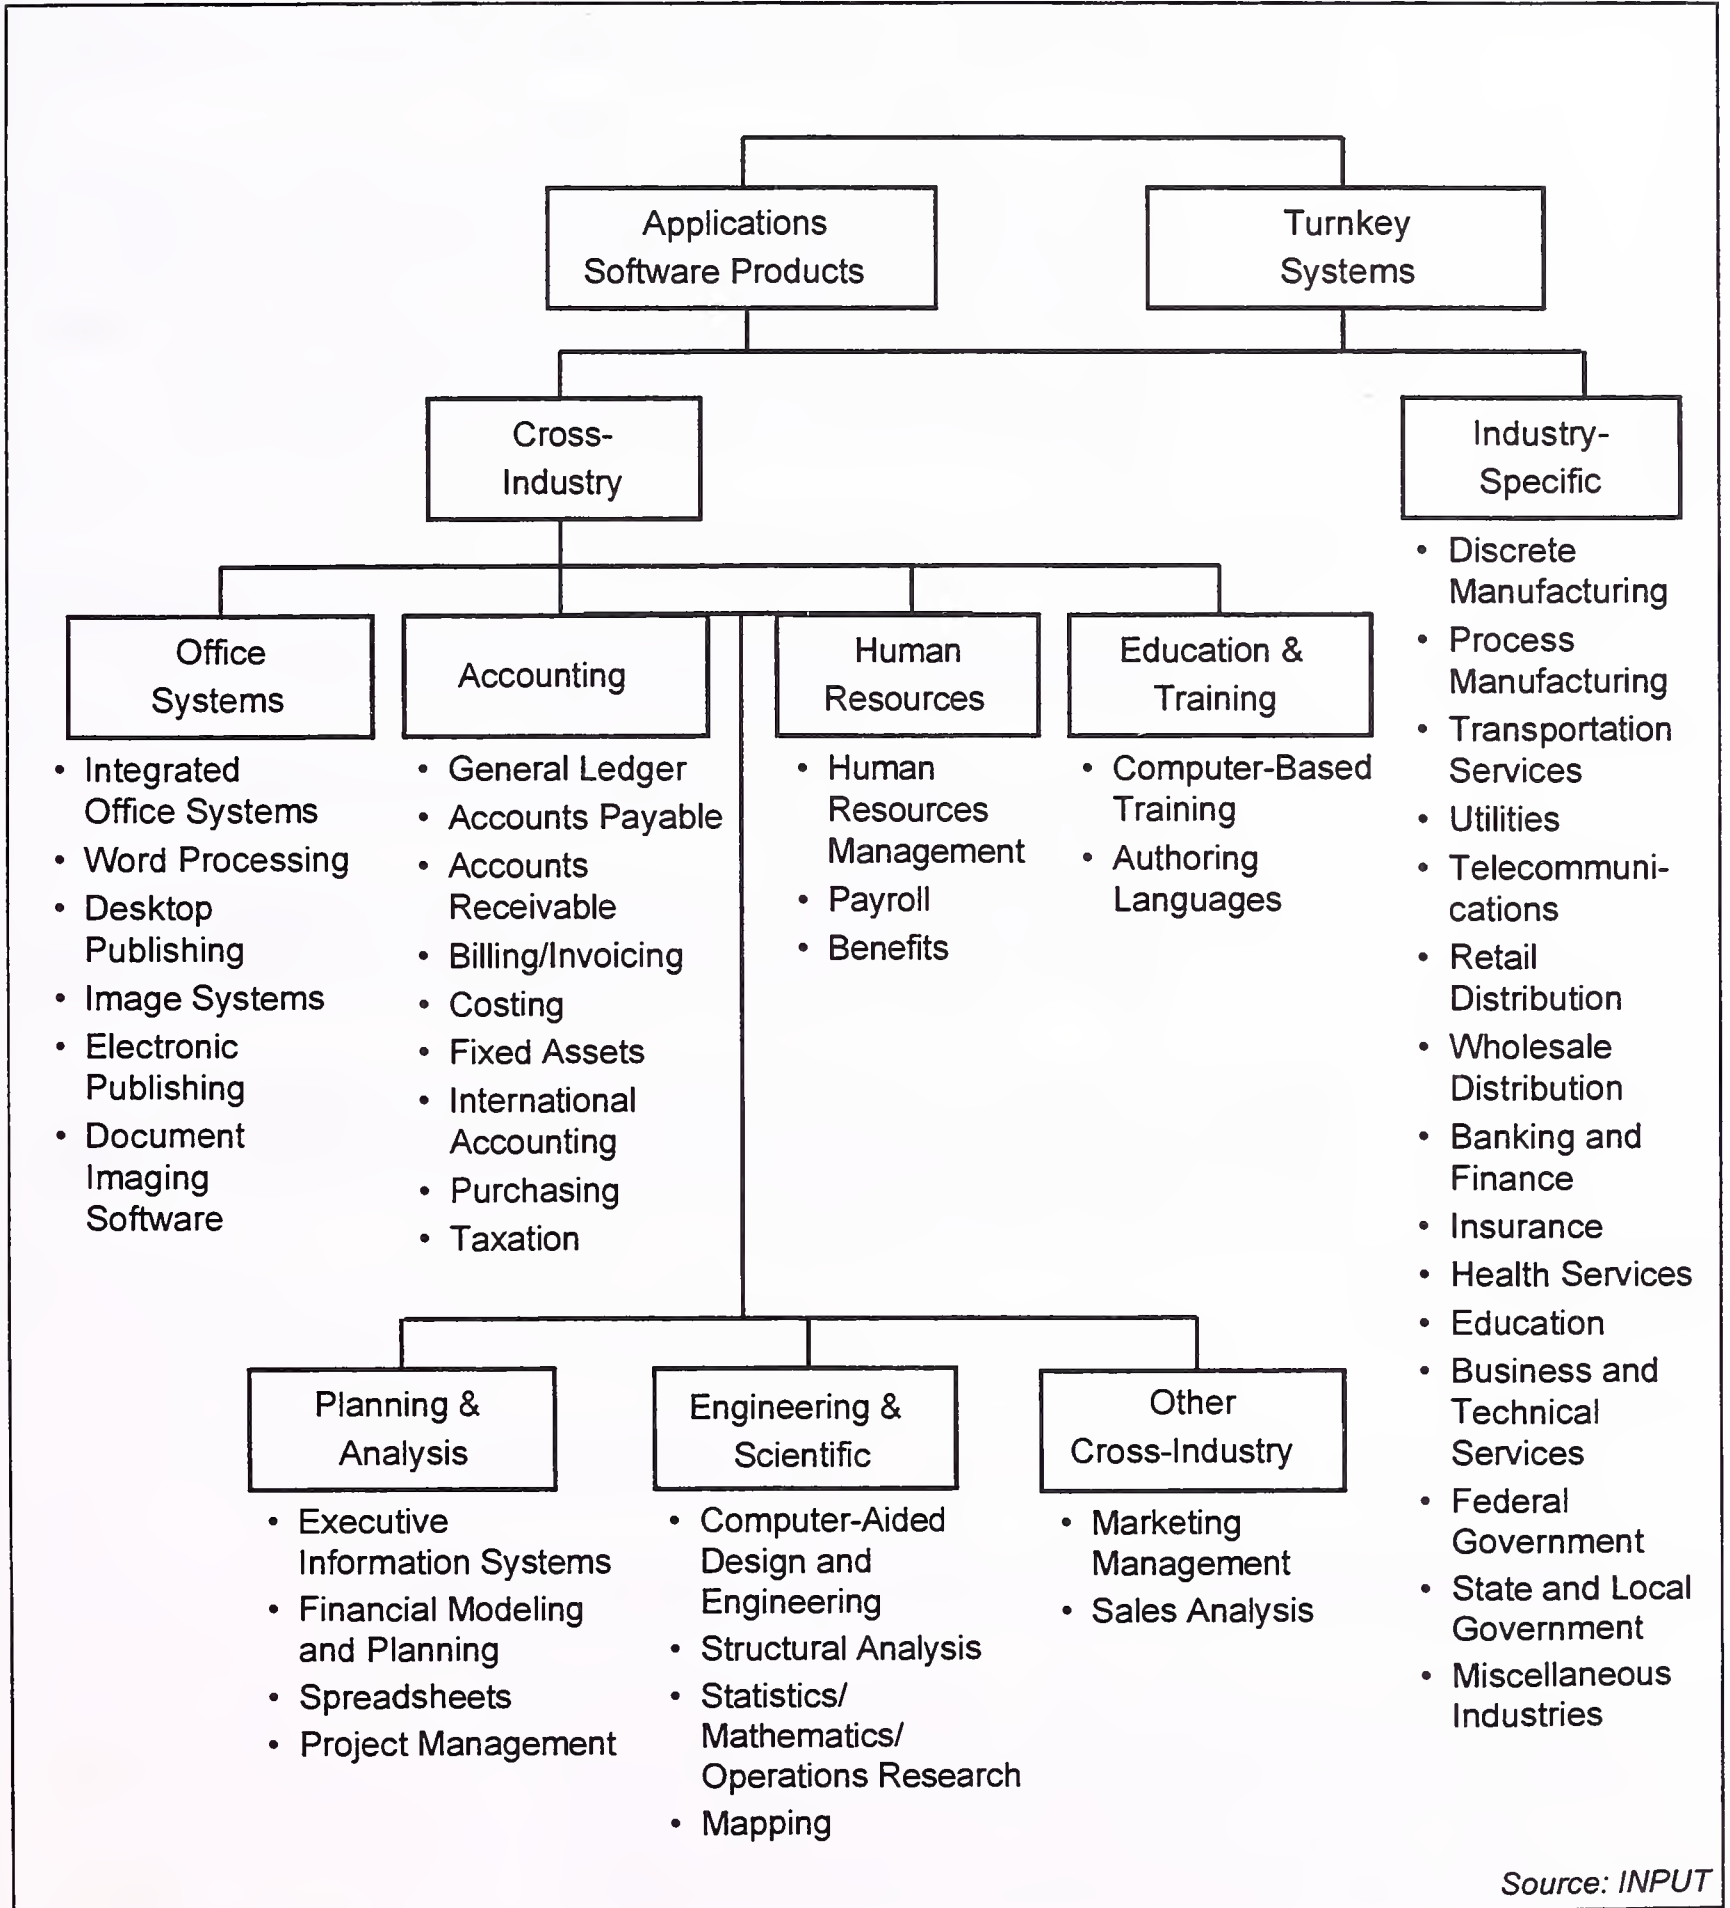 Applications
Software Products
Turnkey
Systems
Cross-
Industry
Industry-
Specific
• Discrete
Manufacturing
• Process
Manufacturing
• Transportation
Services
• Utilities
• Telecommuni-
cations
• Retail
Distribution
• Wholesale
Distribution
• Banking and
Finance
• Insurance
• Health Services
• Education
• Business and
Technical
Services
• Federal
Government
• State and Local
Government
• Miscellaneous
Industries
Office
Systems
• Integrated
Office Systems
• Word Processing
• Desktop
Publishing
• Image Systems
• Electronic
Publishing
• Document
Imaging
Software
Accounting
• General Ledger
• Accounts Payable
• Accounts
Receivable
• Billing/Invoicing
• Costing
• Fixed Assets
• International
Accounting
• Purchasing
• Taxation
Human
Resources
• Human
Resources
Management
• Payroll
• Benefits
Education &
Training
• Computer-Based
Training
• Authoring
Languages
Planning &
Analysis
• Executive
Information Systems
• Financial Modeling
and Planning
• Spreadsheets
• Project Management
Engineering &
Scientific
• Computer-Aided
Design and
Engineering
• Structural Analysis
• Statistics/
Mathematics/
Operations Research
• Mapping
Other
Cross-Industry
• Marketing
Management
• Sales Analysis
Source: INPUT